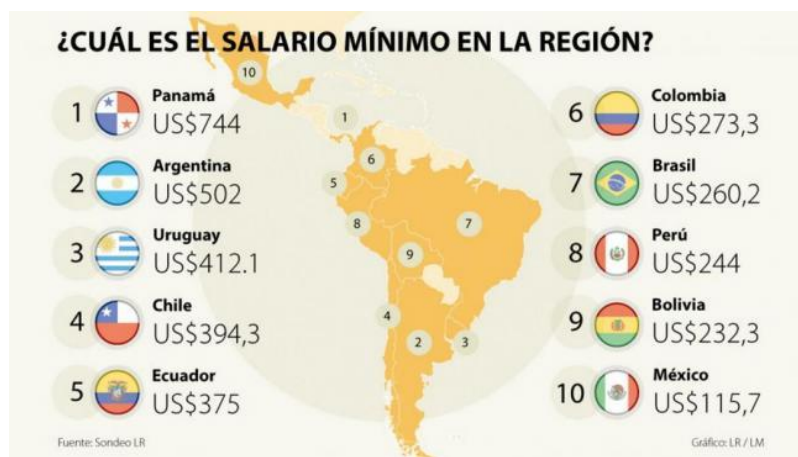 ¿CUÁL ES EL SALARIO MÍNIMO EN LA REGIÓN?
1
Panamá
US$744
2
Argentina
US$502
3
Uruguay
US$412.1
4
Chile
US$394,3
5
Ecuador
US$375
10
1
6
5
7
8
9
4
2
3
6
Colombia
US$273,3
7
Brasil
US$260,2
8
Perú
US$244
9
Bolivia
US$232,3
10
México
US$115,7
Fuente: Sondeo LR
Gráfico: LR / LM